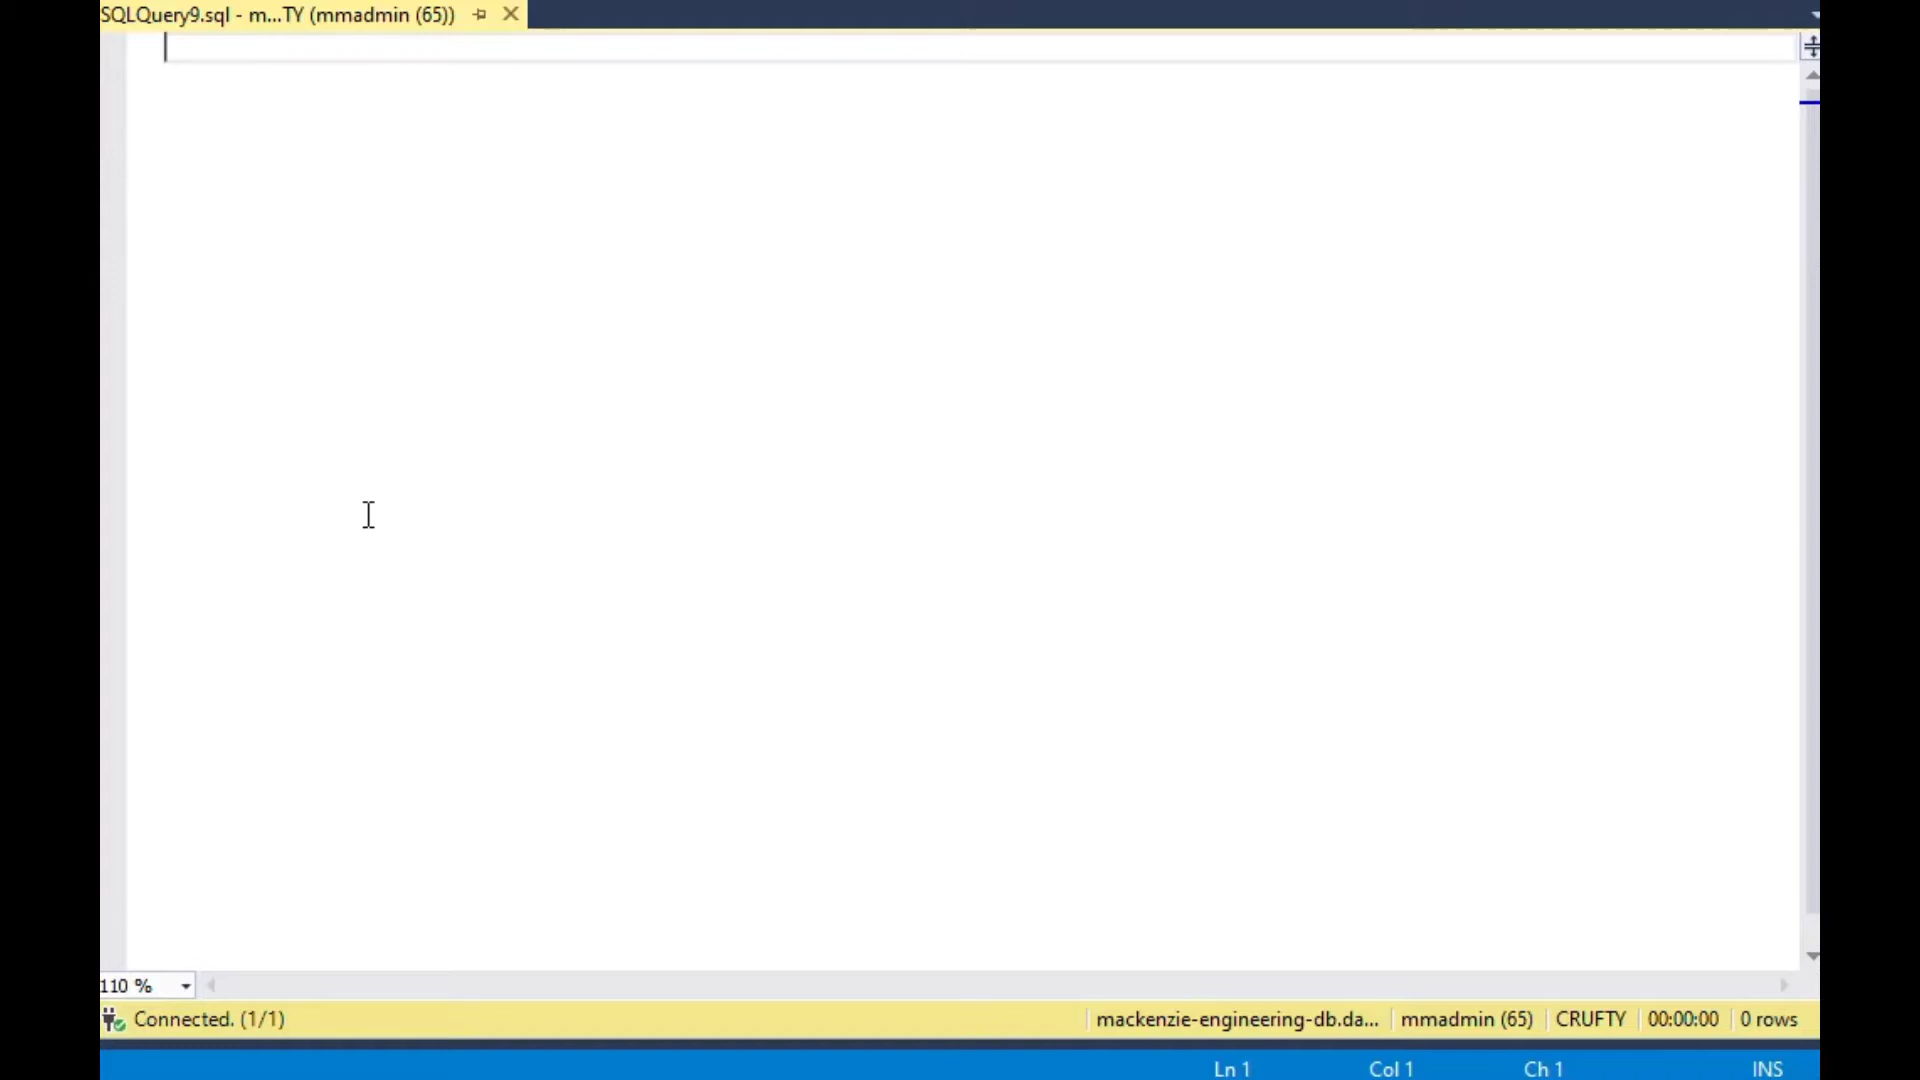 SQLQuery9.sql - m...TY (mmadmin (65))
110 %
Connected. (1/1)
mackenzie-engineering-db.da...
mmadmin (65)
CRUFTY
00:00:00
0 rows
Ln 1
Col 1
Ch 1
INS